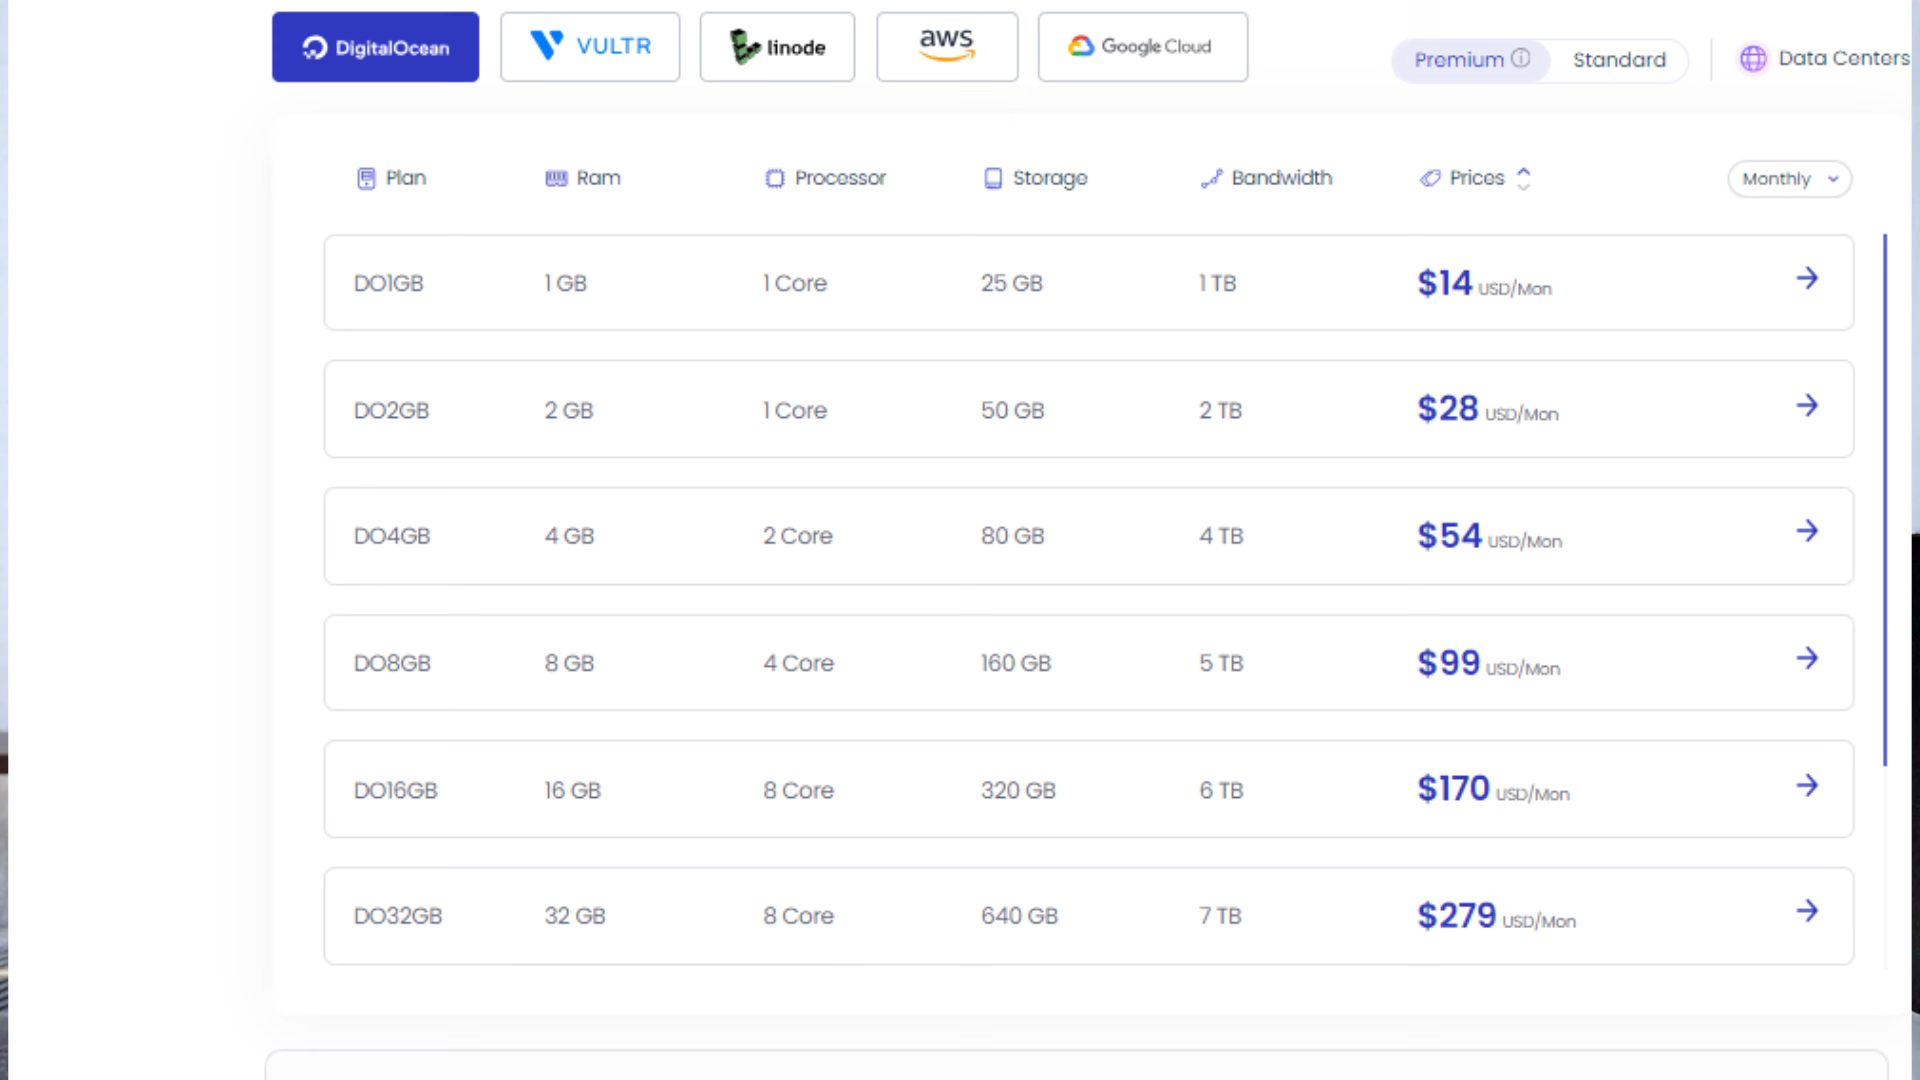 DigitalOcean VULTR linode aws Google Cloud Premium Standard Data Centers
Plan Ram Processor Storage Bandwidth Prices Monthly
DO1GB 1 GB 1 Core 25 GB 1 TB $14 USD/Mon
DO2GB 2 GB 1 Core 50 GB 2 TB $28 USD/Mon
DO4GB 4 GB 2 Core 80 GB 4 TB $54 USD/Mon
DO8GB 8 GB 4 Core 160 GB 5 TB $99 USD/Mon
DO16GB 16 GB 8 Core 320 GB 6 TB $170 USD/Mon
DO32GB 32 GB 8 Core 640 GB 7 TB $279 USD/Mon